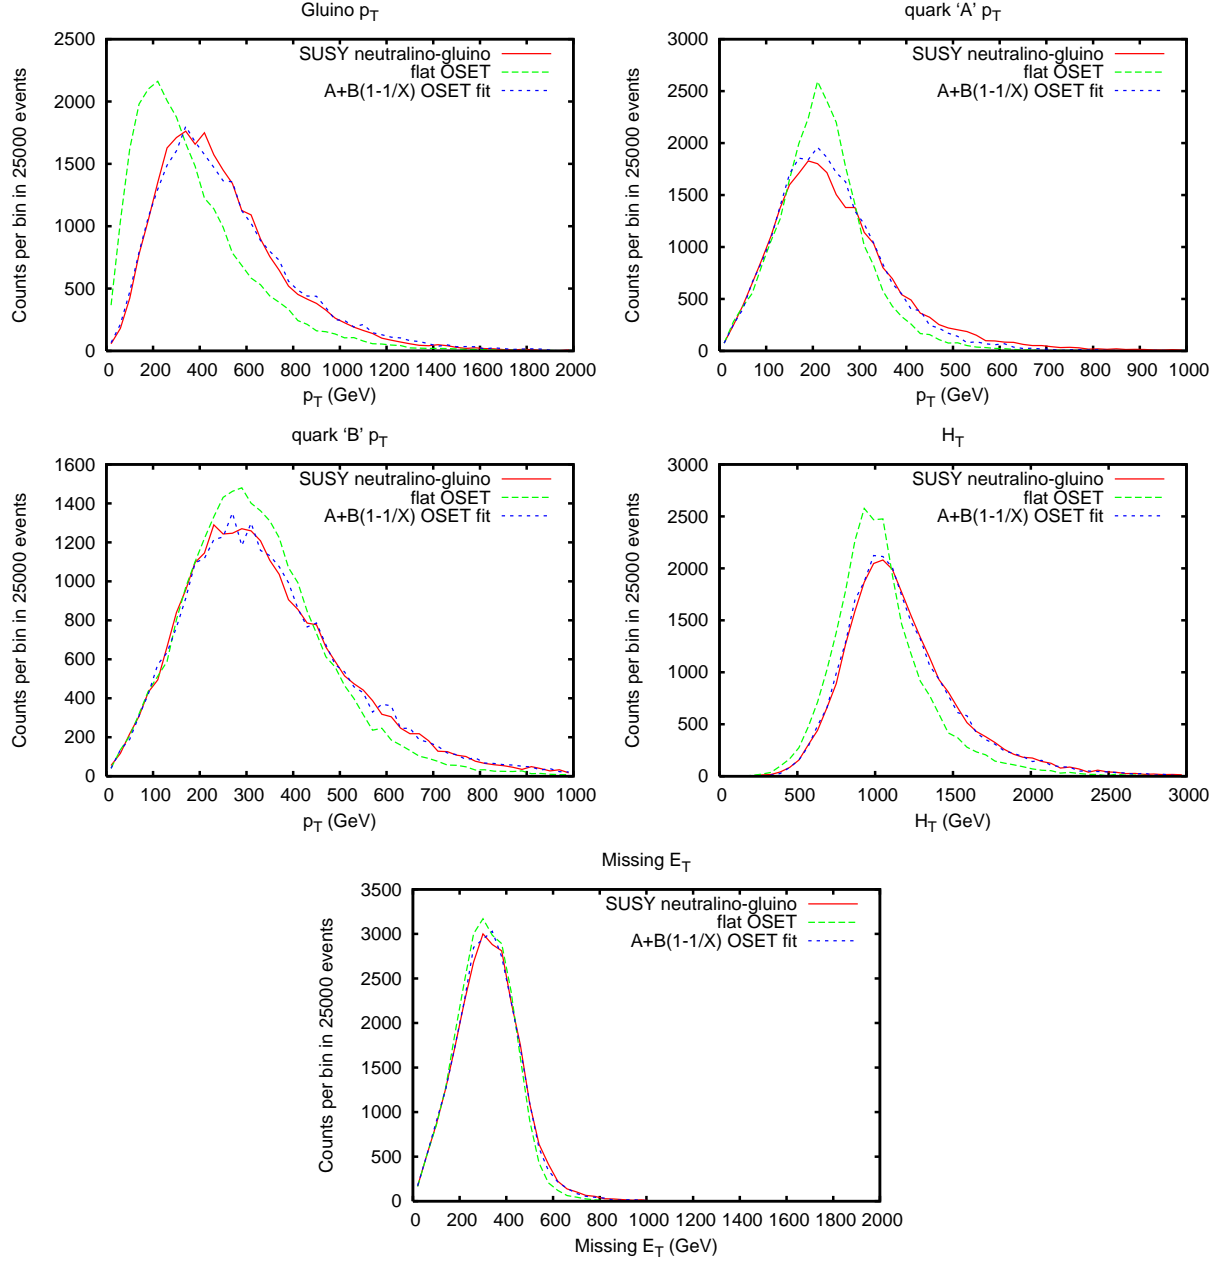 Gluino p_T
Counts per bin in 25000 events
2500
2000
1500
1000
500
0
SUSY neutralino-gluino
flat OSET
A+B(1-1/X) OSET fit
0 200 400 600 800 1000 1200 1400 1600 1800 2000
p_T (GeV)
quark ‘A’ p_T
Counts per bin in 25000 events
3000
2500
2000
1500
1000
500
0
SUSY neutralino-gluino
flat OSET
A+B(1-1/X) OSET fit
0 100 200 300 400 500 600 700 800 900 1000
p_T (GeV)
quark ‘B’ p_T
Counts per bin in 25000 events
1600
1400
1200
1000
800
600
400
200
0
SUSY neutralino-gluino
flat OSET
A+B(1-1/X) OSET fit
0 100 200 300 400 500 600 700 800 900 1000
p_T (GeV)
H_T
Counts per bin in 25000 events
3000
2500
2000
1500
1000
500
0
SUSY neutralino-gluino
flat OSET
A+B(1-1/X) OSET fit
0 500 1000 1500 2000 2500 3000
H_T (GeV)
Missing E_T
Counts per bin in 25000 events
3500
3000
2500
2000
1500
1000
500
0
SUSY neutralino-gluino
flat OSET
A+B(1-1/X) OSET fit
0 200 400 600 800 1000 1200 1400 1600 1800 2000
Missing E_T (GeV)